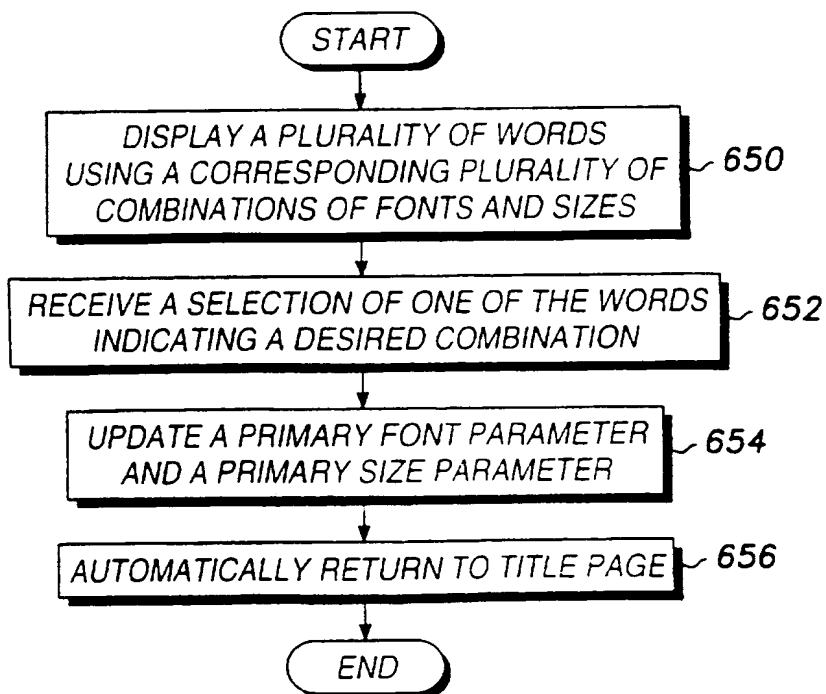 START
DISPLAY A PLURALITY OF WORDS
USING A CORRESPONDING PLURALITY OF
COMBINATIONS OF FONTS AND SIZES
650
RECEIVE A SELECTION OF ONE OF THE WORDS
INDICATING A DESIRED COMBINATION
652
UPDATE A PRIMARY FONT PARAMETER
AND A PRIMARY SIZE PARAMETER
654
AUTOMATICALLY RETURN TO TITLE PAGE
656
END